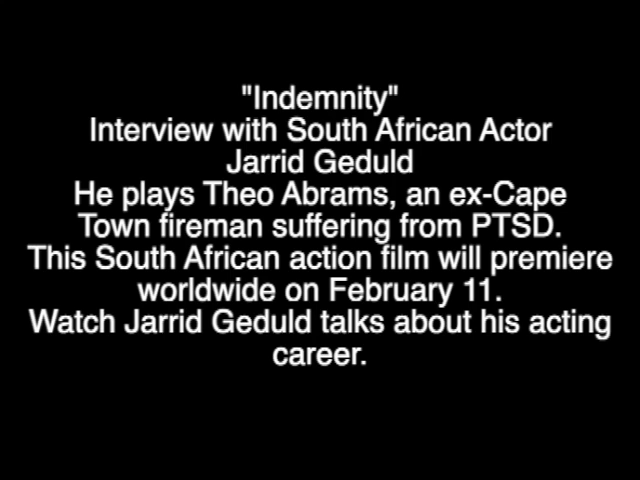 "Indemnity"
Interview with South African Actor
Jarrid Geduld
He plays Theo Abrams, an ex-Cape
Town fireman suffering from PTSD.
This South African action film will premiere
worldwide on February 11.
Watch Jarrid Geduld talks about his acting
career.